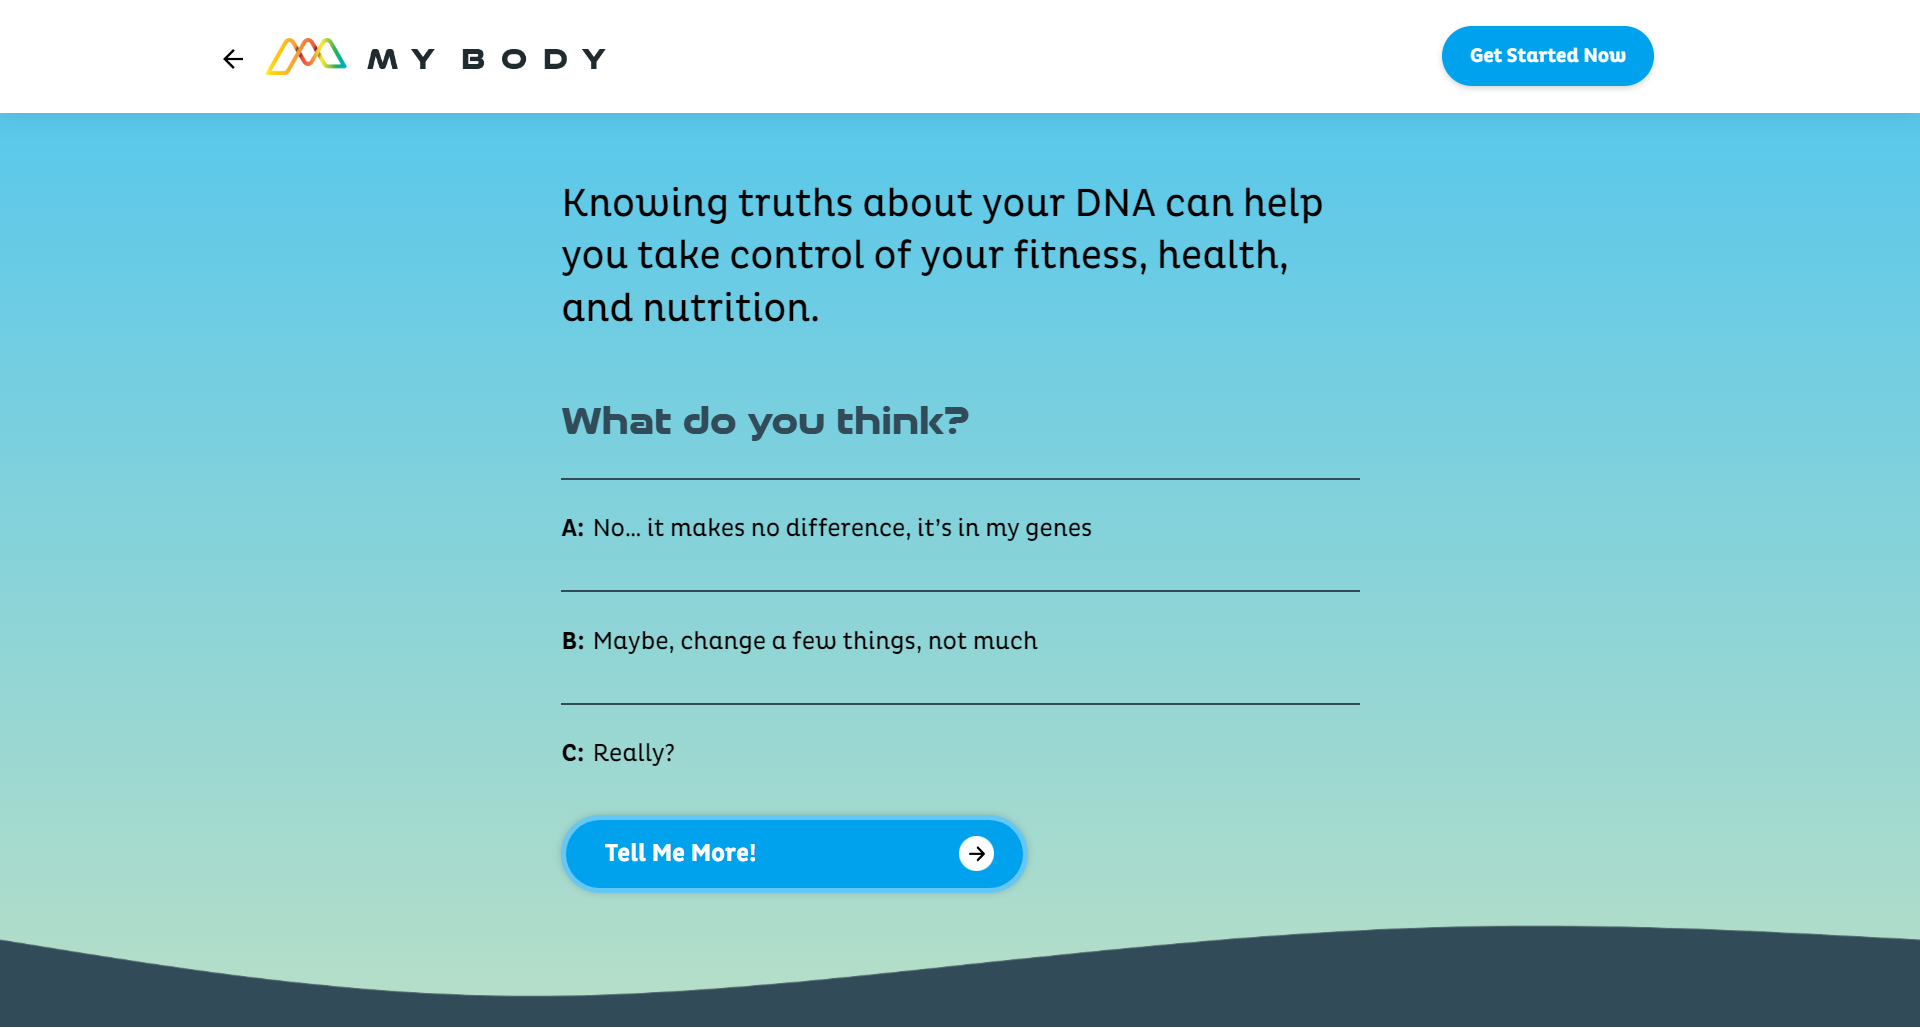 MY BODY
Get Started Now
Knowing truths about your DNA can help
you take control of your fitness, health,
and nutrition.
What do you think?
A: No... it makes no difference, it’s in my genes
B: Maybe, change a few things, not much
C: Really?
Tell Me More!